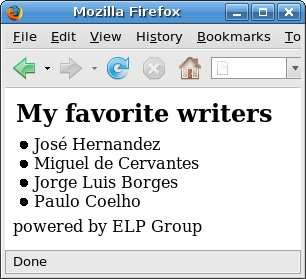 Mozilla Firefox
File Edit View History Bookmarks To
My favorite writers
José Hernandez
Miguel de Cervantes
Jorge Luis Borges
Paulo Coelho
powered by ELP Group
Done